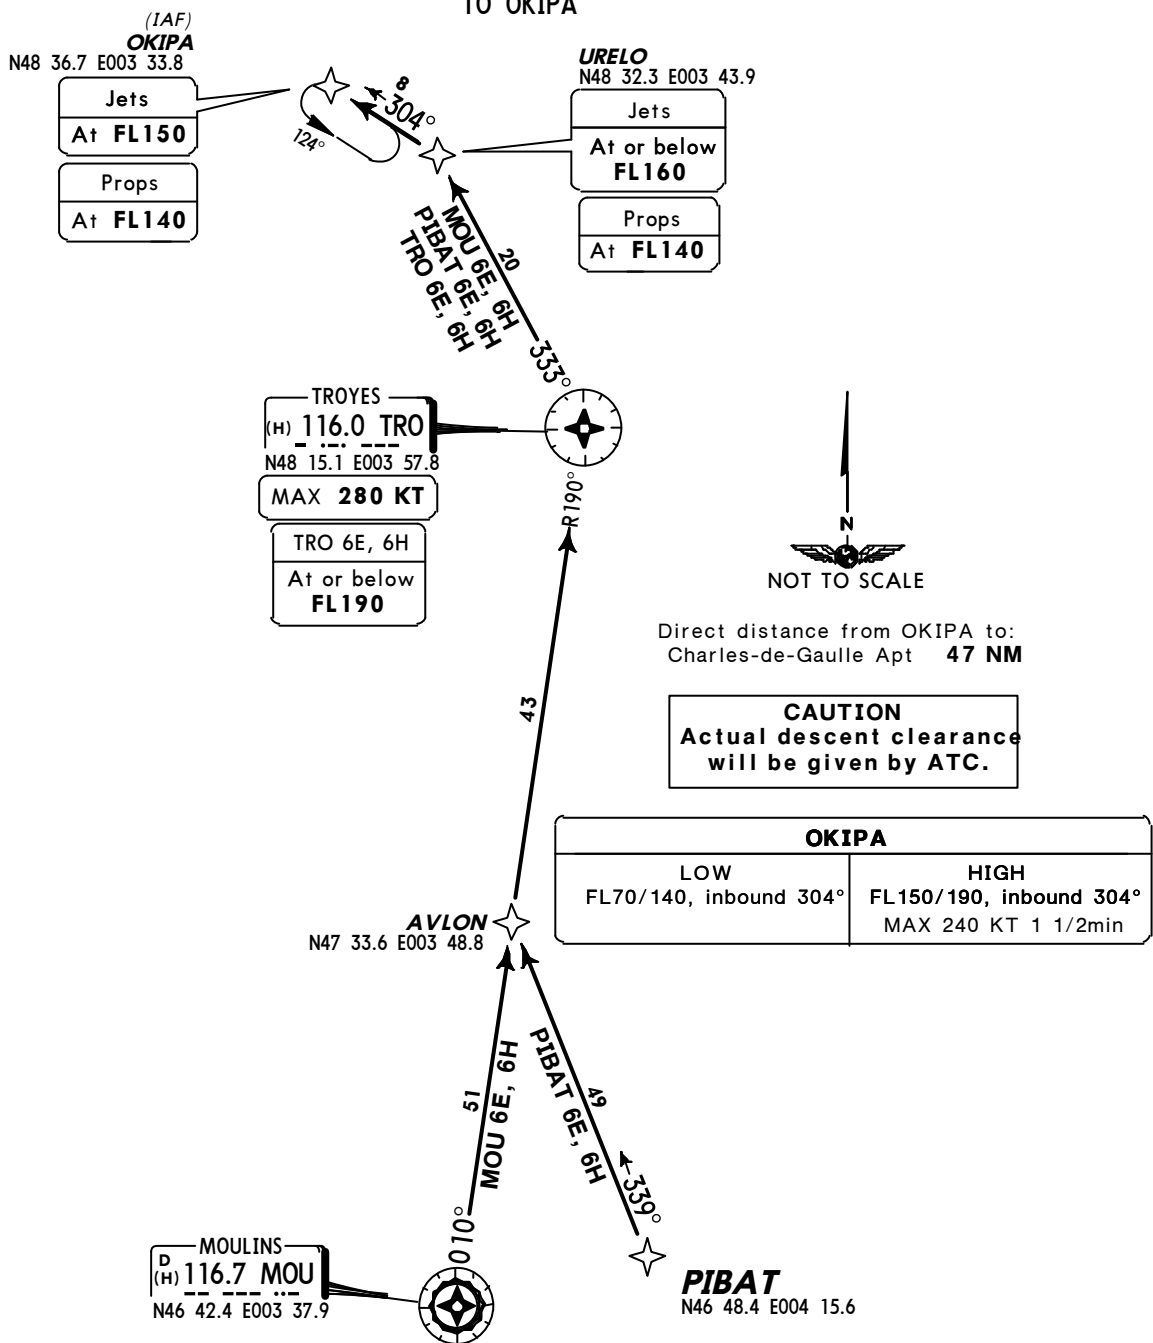 TO OKIPA
(IAF)
OKIPA
N48 36.7 E003 33.8
Jets
At FL150
Props
At FL140
8
304°
124°
URELO
N48 32.3 E003 43.9
Jets
At or below
FL160
Props
At FL140
20
MOU 6E, 6H
PIBAT 6E, 6H
TRO 6E, 6H
333°
TROYES
(H) 116.0 TRO
N48 15.1 E003 57.8
MAX 280 KT
TRO 6E, 6H
At or below
FL190
R190°
N
NOT TO SCALE
Direct distance from OKIPA to:
Charles-de-Gaulle Apt 47 NM
43
CAUTION
Actual descent clearance
will be given by ATC.
OKIPA
LOW
FL70/140, inbound 304°
HIGH
FL150/190, inbound 304°
MAX 240 KT 1 1/2min
AVLON
N47 33.6 E003 48.8
51
MOU 6E, 6H
PIBAT 6E, 6H
49
339°
010°
MOULINS
D
(H) 116.7 MOU
N46 42.4 E003 37.9
PIBAT
N46 48.4 E004 15.6